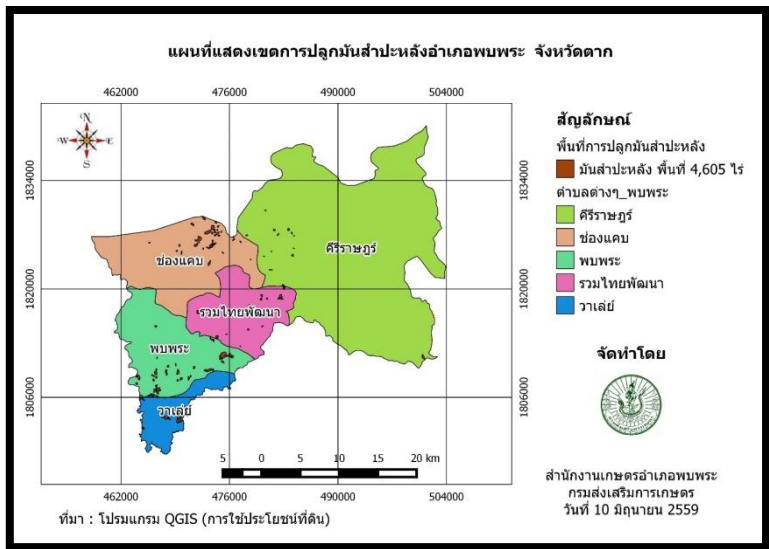 แผนที่แสดงเขตการปลูกมันสำปะหลังอำเภอพบพระ จังหวัดตาก
462000 476000 490000 504000
N
W E
S
1834000 1834000
1820000 1820000
1806000 1806000
คีรีราษฎร์
ช่องแคบ
รวมไทยพัฒนา
พบพระ
วาเล่ย์
5 0 5 10 15 20 km
462000 476000 490000 504000
ที่มา : โปรมแกรม QGIS (การใช้ประโยชน์ที่ดิน)
สัญลักษณ์
พื้นที่การปลูกมันสำปะหลัง
มันสำปะหลัง พื้นที่ 4,605 ไร่
ตำบลต่างๆ_พบพระ
คีรีราษฎร์
ช่องแคบ
พบพระ
รวมไทยพัฒนา
วาเล่ย์
จัดทำโดย
สำนักงานเกษตรอำเภอพบพระ
กรมส่งเสริมการเกษตร
วันที่ 10 มิถุนายน 2559